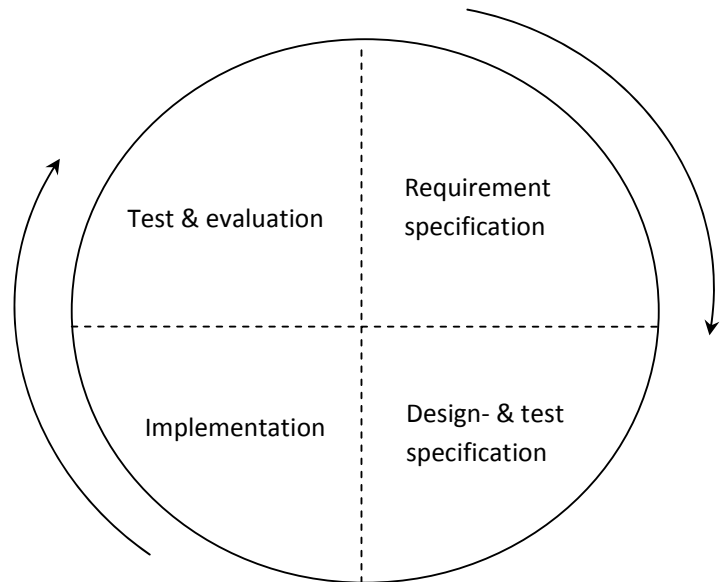 Test & evaluation
Requirement
specification
Implementation
Design- & test
specification